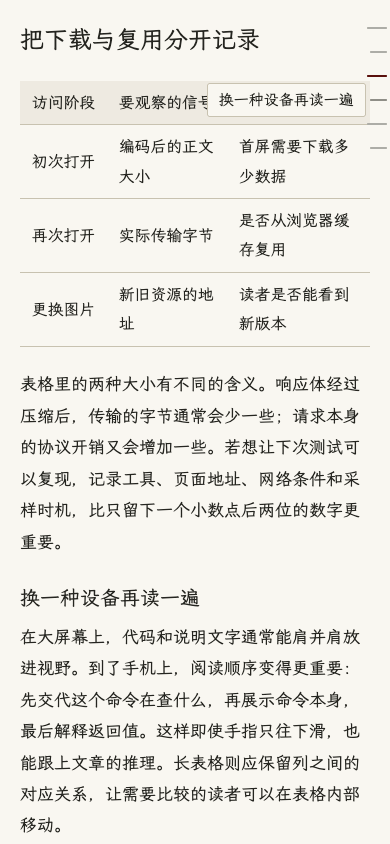 把下载与复用分开记录
访问阶段 要观察的信号
换一种设备再读一遍
初次打开 编码后的正文大小 首屏需要下载多少数据
再次打开 实际传输字节 是否从浏览器缓存复用
更换图片 新旧资源的地址 读者是否能看到新版本
表格里的两种大小有不同的含义。响应体经过
压缩后，传输的字节通常会少一些；请求本身
的协议开销又会增加一些。若想让下次测试可
以复现，记录工具、页面地址、网络条件和采
样时机，比只留下一个小数点后两位的数字更
重要。
换一种设备再读一遍
在大屏幕上，代码和说明文字通常能肩并肩放
进视野。到了手机上，阅读顺序变得更重要：
先交代这个命令在查什么，再展示命令本身，
最后解释返回值。这样即使手指只往下滑，也
能跟上文章的推理。长表格则应保留列之间的
对应关系，让需要比较的读者可以在表格内部
移动。